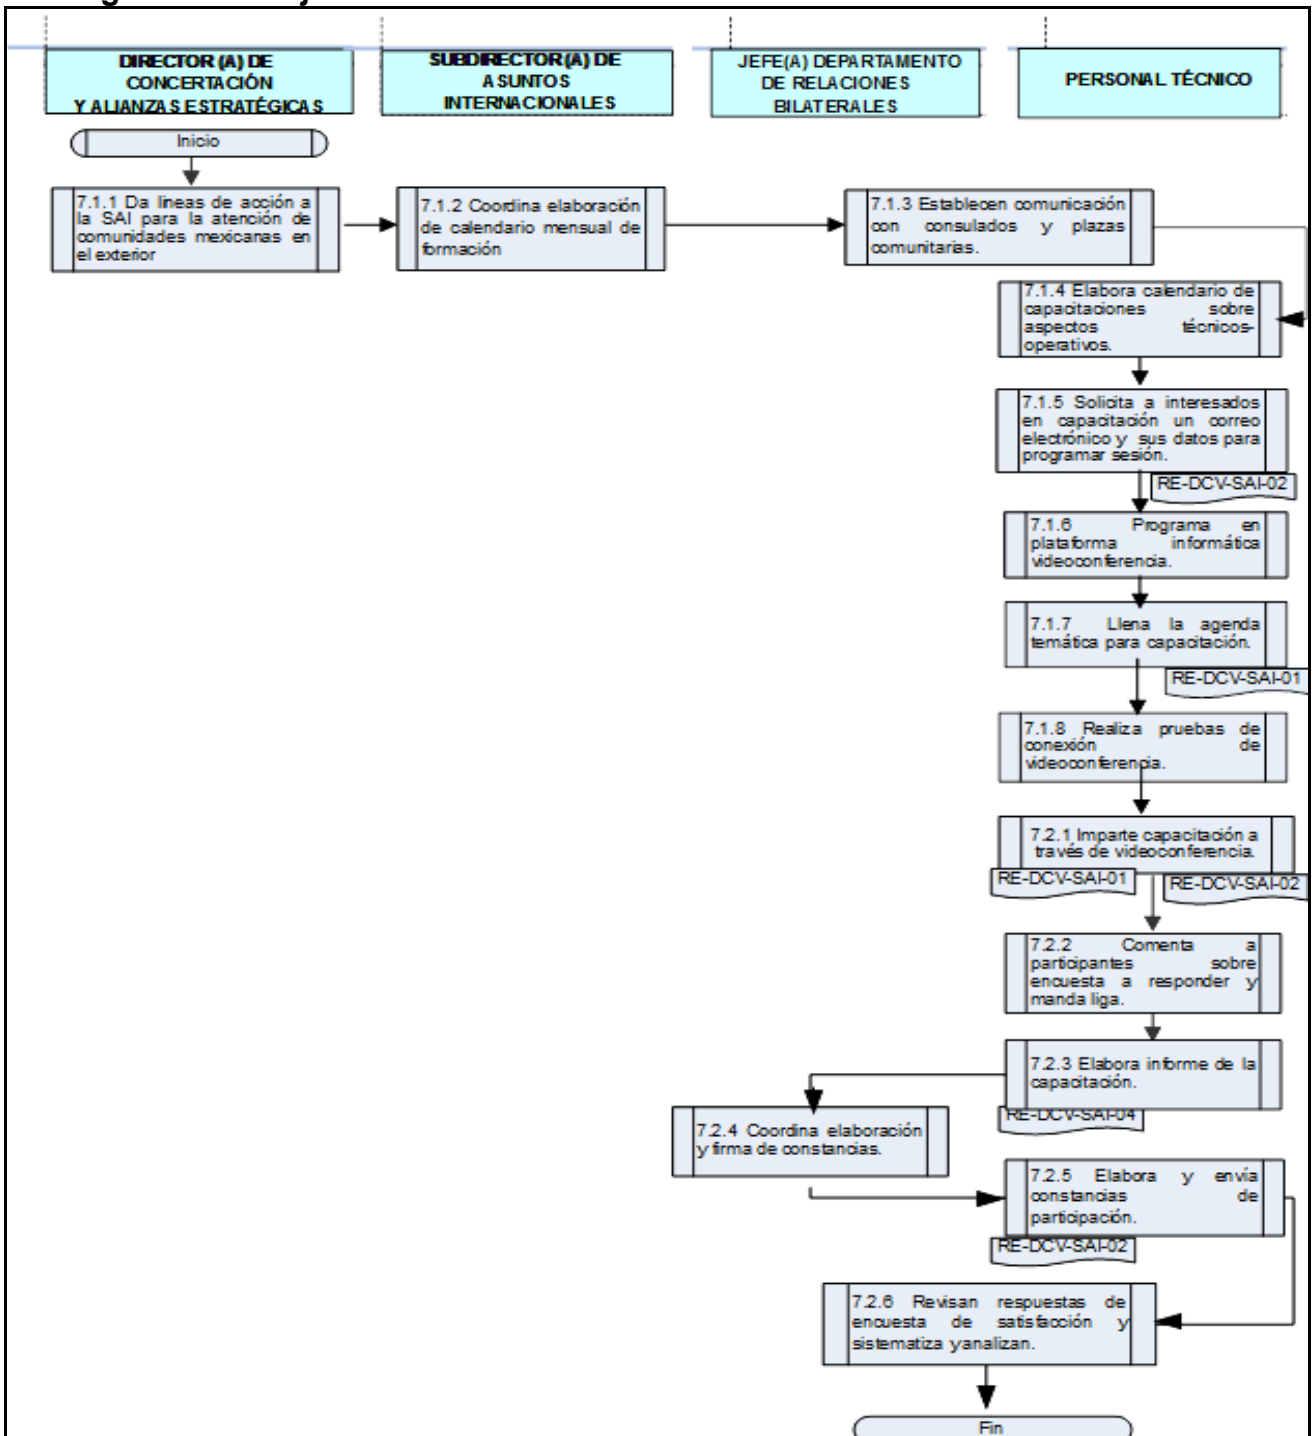 DIRECTOR (A) DE
CONCERTACIÓN
Y ALIANZAS ESTRATÉGICAS
SUBDIRECTOR(A) DE
ASUNTOS
INTERNACIONALES
JEFE(A) DEPARTAMENTO
DE RELACIONES
BILATERALES
PERSONAL TÉCNICO
Inicio
7.1.1 Da líneas de acción a
la SAI para la atención de
comunidades mexicanas en
el exterior
7.1.2 Coordina elaboración
de calendario mensual de
formación
7.1.3 Establecen comunicación
con consulados y plazas
comunitarias.
7.1.4 Elabora calendario de
capacitaciones sobre
aspectos técnicos-
operativos.
7.1.5 Solicita a interesados
en capacitación un correo
electrónico y sus datos para
programar sesión.
RE-DCV-SAI-02
7.1.6 Programa en
plataforma informática
videoconferencia.
7.1.7 Llena la agenda
temática para capacitación.
RE-DCV-SAI-01
7.1.8 Realiza pruebas de
conexión de
videoconferencia.
7.2.1 Imparte capacitación a
través de videoconferencia.
RE-DCV-SAI-01
RE-DCV-SAI-02
7.2.2 Comenta a
participantes sobre
encuesta a responder y
manda liga.
7.2.3 Elabora informe de la
capacitación.
RE-DCV-SAI-04
7.2.4 Coordina elaboración
y firma de constancias.
7.2.5 Elabora y envía
constancias de
participación.
RE-DCV-SAI-02
7.2.6 Revisan respuestas de
encuesta de satisfacción y
sistematiza yanalizan.
Fin